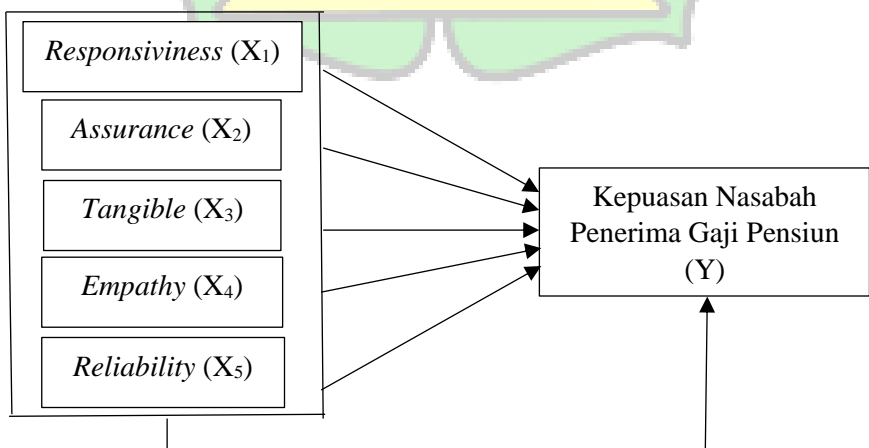 Responsiviness (X₁)
Assurance (X₂)
Tangible (X₃)
Empathy (X₄)
Reliability (X₅)
Kepuasan Nasabah
Penerima Gaji Pensiun
(Y)